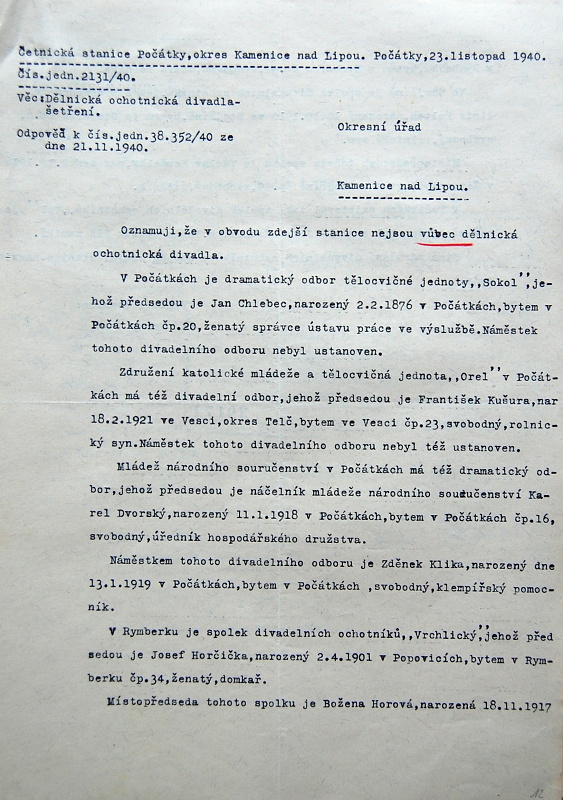 Četnická stanice Počátky,okres Kamenice nad Lipou. Počátky,23.listopad 1940.
Čís.jedn.2131/40.
Věc:Dělnická ochotnická divadla-
šetření.
Odpověď k čís.jedn.38.352/40 ze
dne 21.11.1940.
Okresní úřad
Kamenice nad Lipou.
Oznamuji,že v obvodu zdejší stanice nejsou vůbec dělnická
ochotnická divadla.
V Počátkách je dramatický odbor tělocvičné jednoty,,Sokol'',je-
hož předsedou je Jan Chlebec,narozený 2.2.1876 v Počátkách,bytem v
Počátkách čp.20,ženatý správce ústavu práce ve výslužbě.Náměstek
tohoto divadelního odboru nebyl ustanoven.
Združení katolické mládeže a tělocvičná jednota,,Orel'' v Počát-
kách má též divadelní odbor,jehož předsedou je František Kušura,nar
18.2.1921 ve Vesci,okres Telč,bytem ve Vesci čp.23,svobodný,rolnic-
ký syn.Náměstek tohoto divadelního odboru nebyl též ustanoven.
Mládež národního souručenství v Počátkách má též dramatický od-
bor,jehož předsedou je náčelník mládeže národního souručenství Ka-
rel Dvorský,narozený 11.1.1918 v Počátkách,bytem v Počátkách čp.16,
svobodný,úředník hospodářského družstva.
Náměstkem tohoto divadelního odboru je Zděnek Klika,narozený dne
13.1.1919 v Počátkách,bytem v Počátkách ,svobodný,klempířský pomoc-
ník.
V Rymberku je spolek divadelních ochotníků,,Vrchlický'',jehož před
sedou je Josef Horčička,narozený 2.4.1901 v Popovicích,bytem v Rym-
berku čp.34,ženatý,domkař.
Místopředseda tohoto spolku je Božena Horová,narozená 18.11.1917
12